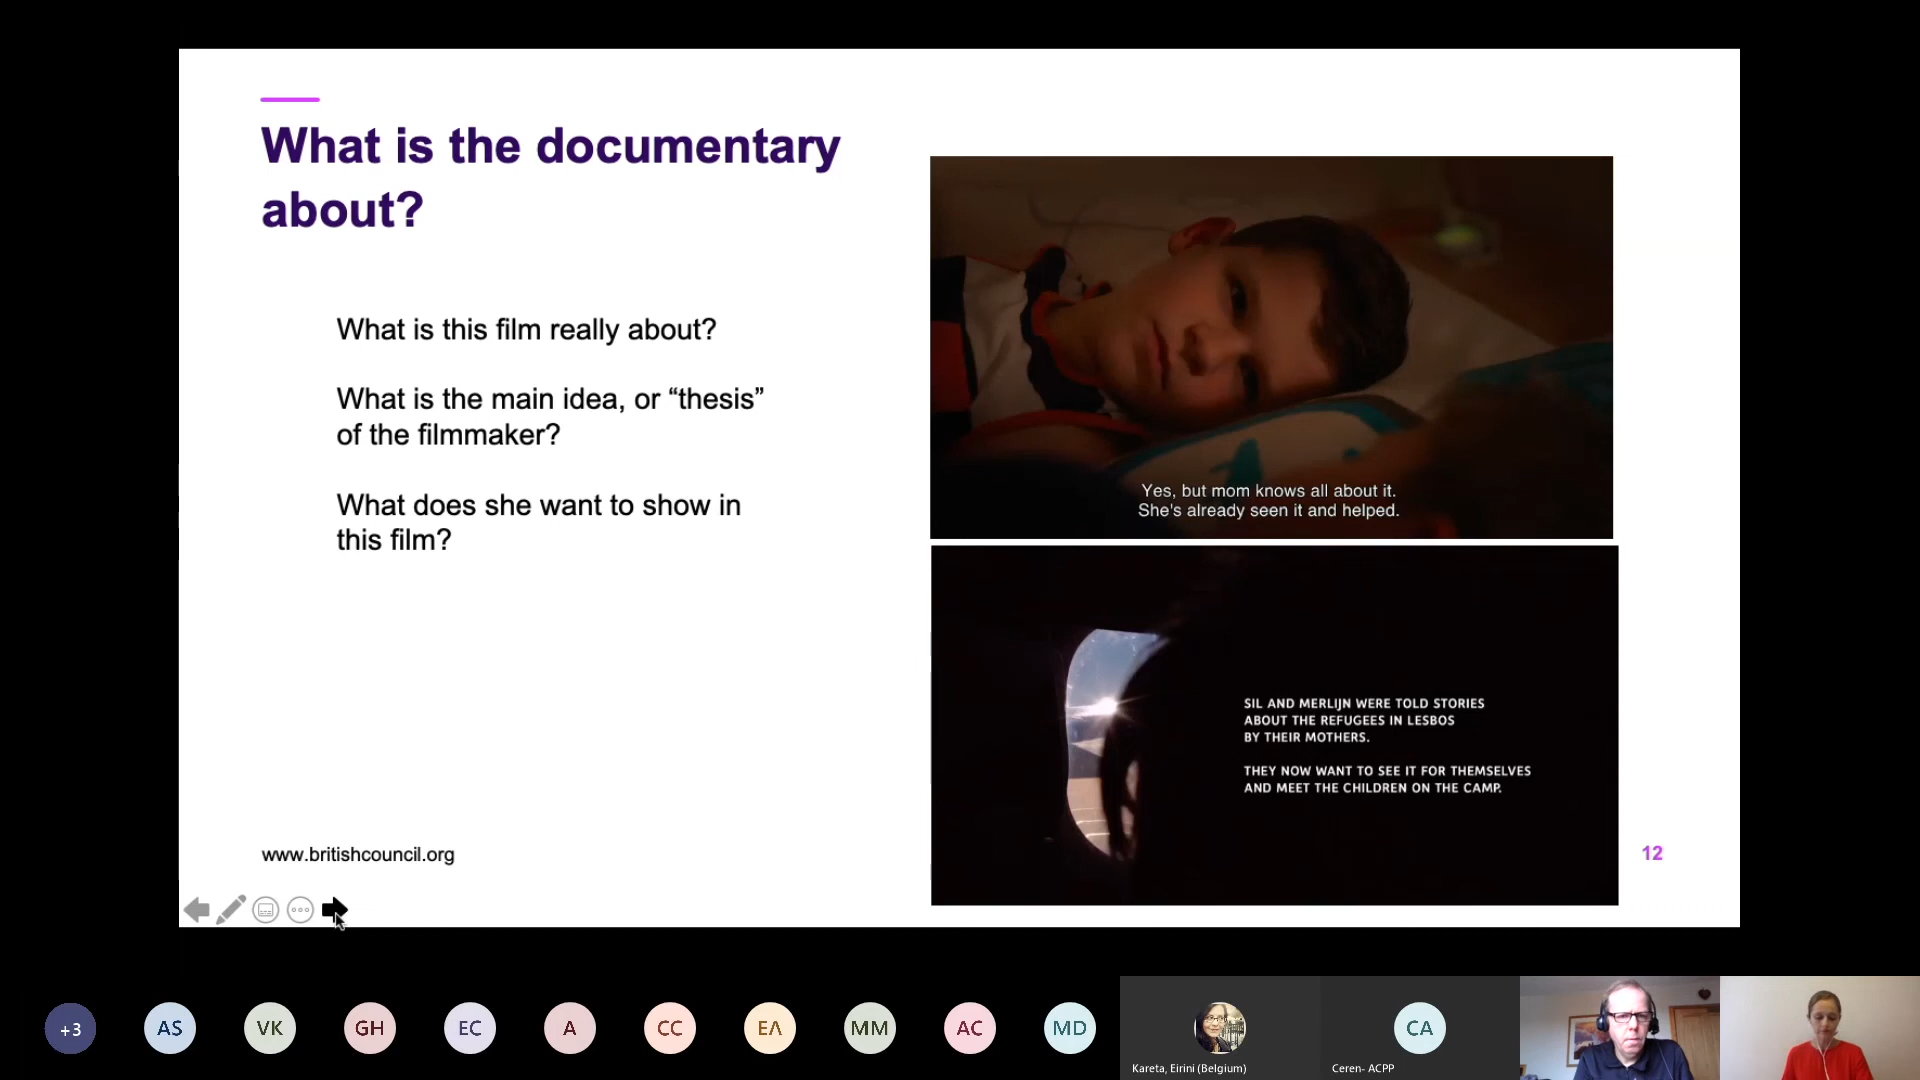 What is the documentary
about?
What is this film really about?
What is the main idea, or “thesis”
of the filmmaker?
What does she want to show in
this film?
Yes, but mom knows all about it.
She's already seen it and helped.
SIL AND MERLIJN WERE TOLD STORIES
ABOUT THE REFUGEES IN LESBOS
BY THEIR MOTHERS.
THEY NOW WANT TO SEE IT FOR THEMSELVES
AND MEET THE CHILDREN ON THE CAMP.
www.britishcouncil.org
12
+3
AS
VK
GH
EC
A
CC
ΕΛ
MM
AC
MD
CA
Kareta, Eirini (Belgium)
Ceren- ACPP